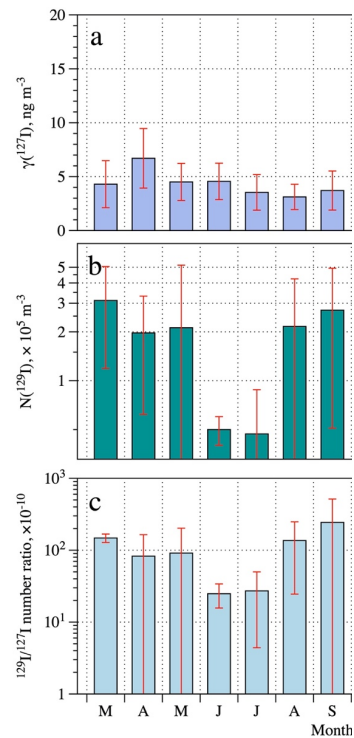 20
a
15
10
5
0
γ(¹²⁷I), ng m⁻³
b
5
4
3
2
1
N(¹²⁹I), × 10⁵ m⁻³
c
10³
10²
10¹
1
¹²⁹I/¹²⁷I number ratio, ×10⁻¹⁰
M A M J J A S
Month